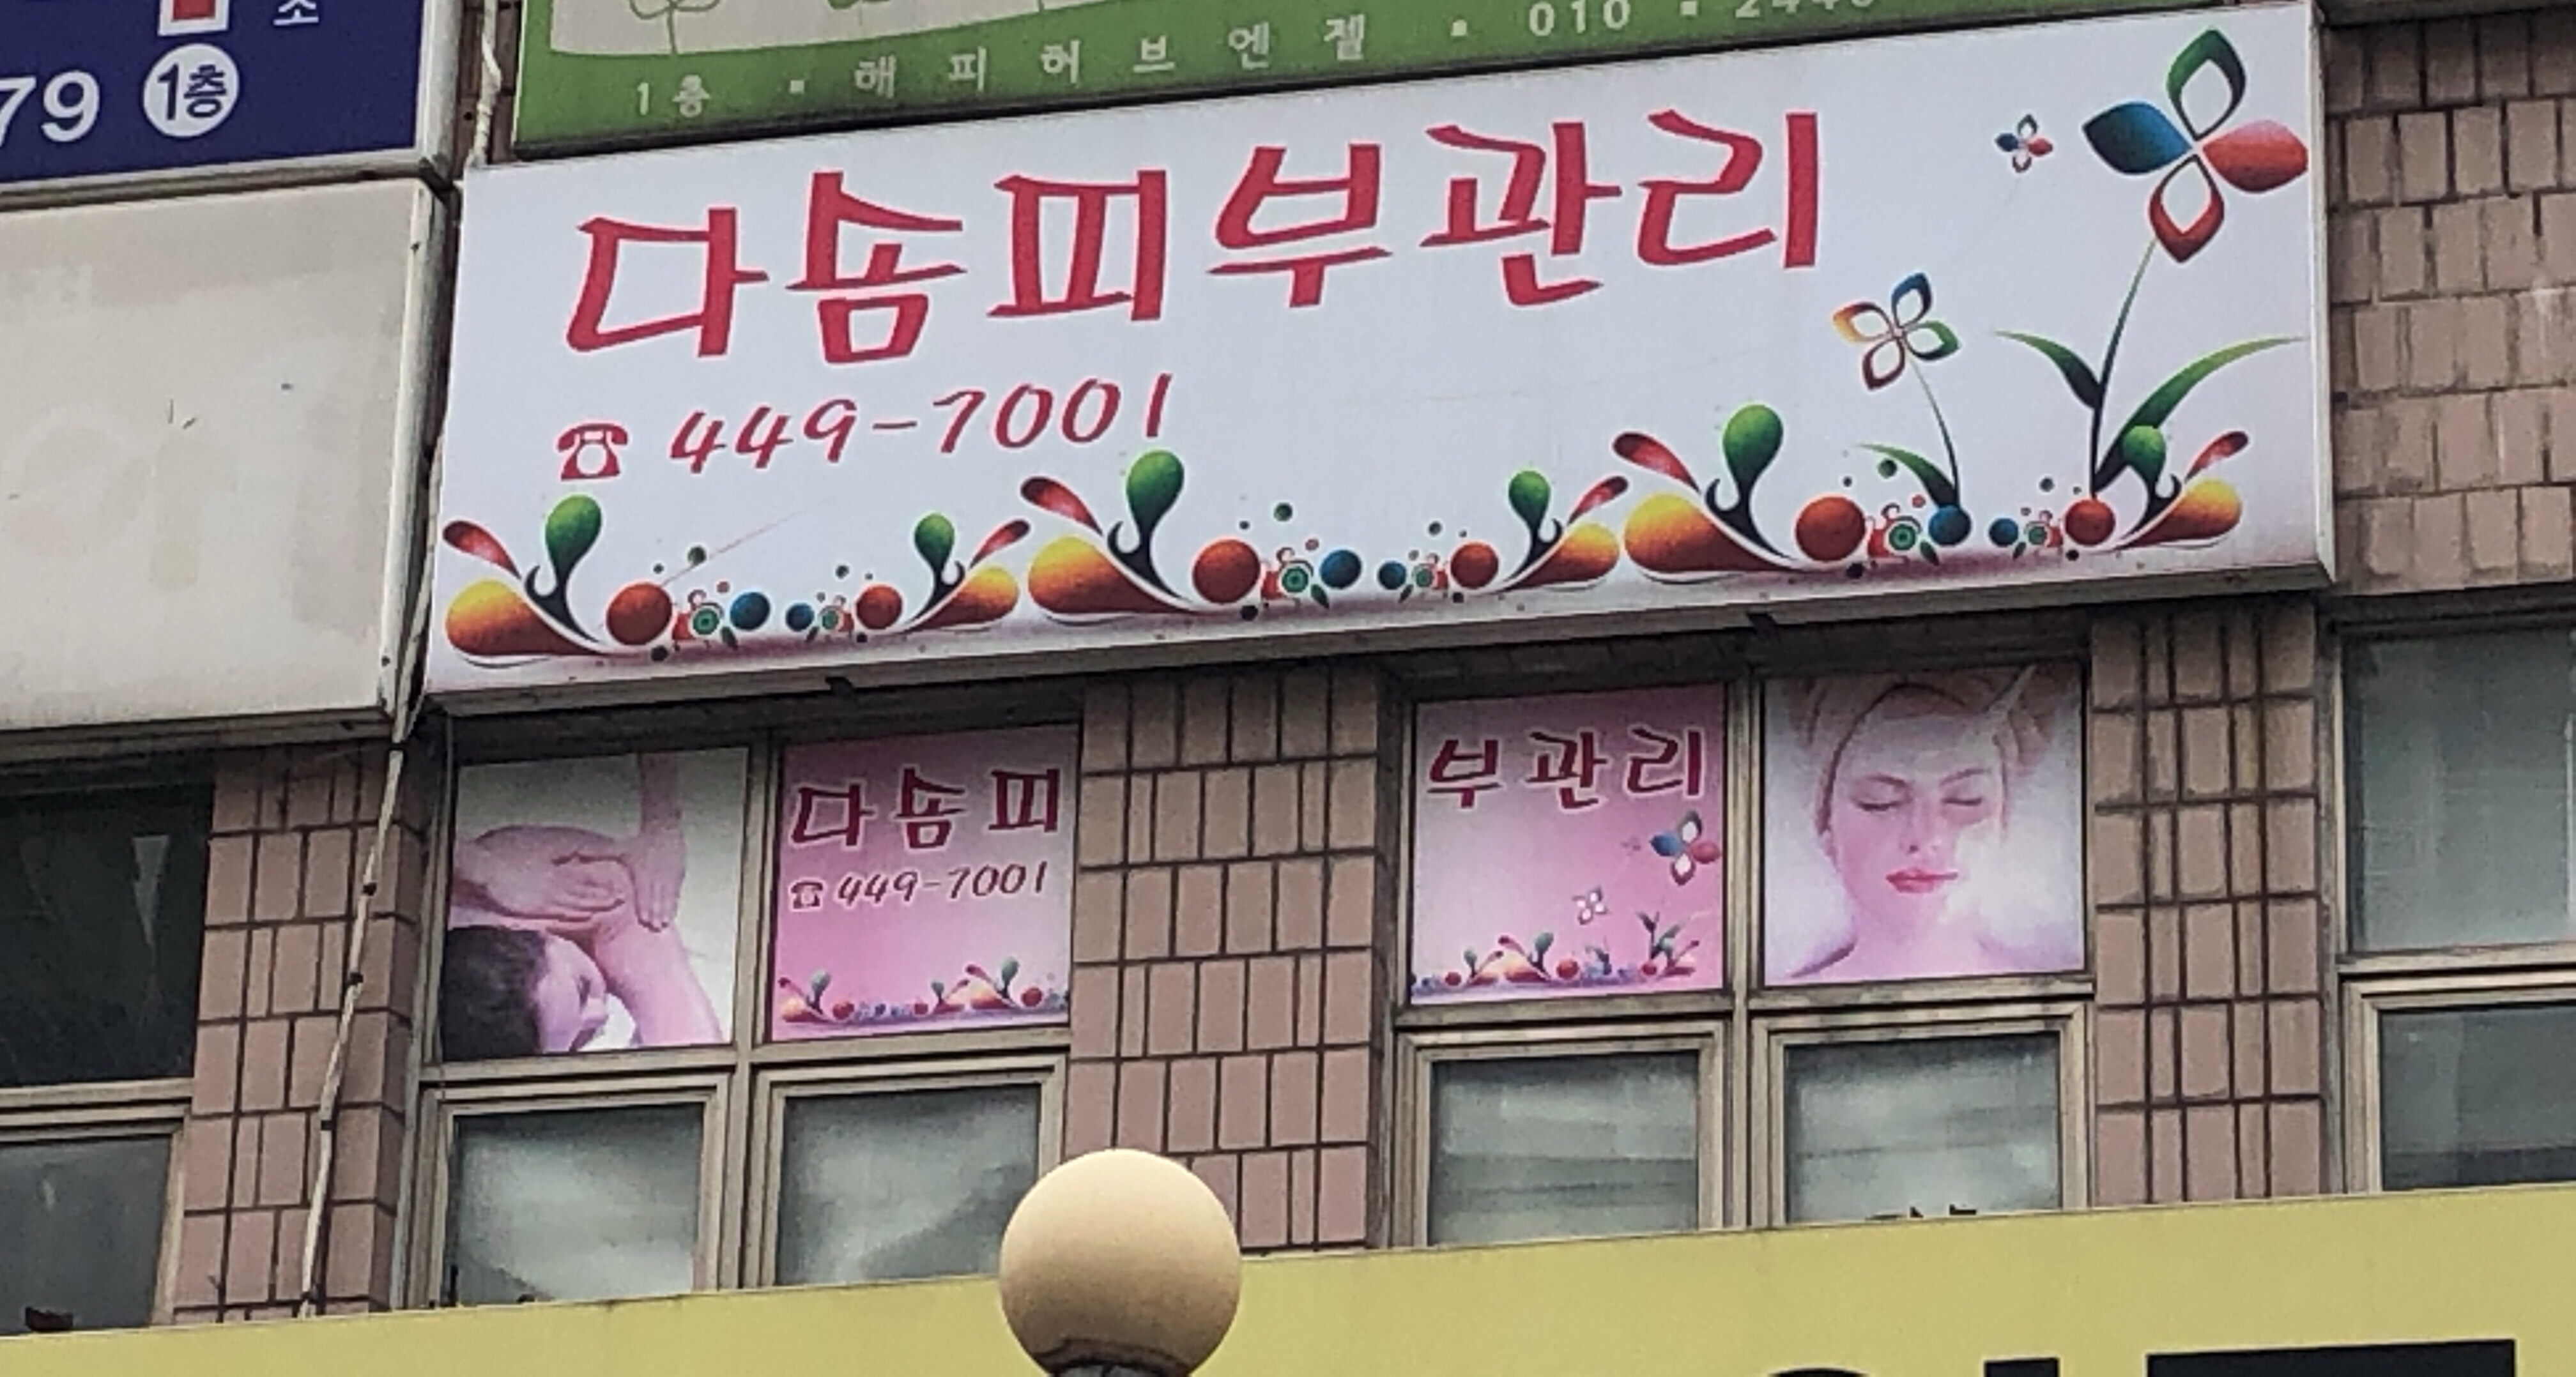 소
79 1층
1층 ▪ 해피허브엔젤 ▪ 010 ▪
다솜피부관리
☎ 449-7001
다솜피
☎ 449-7001
부관리